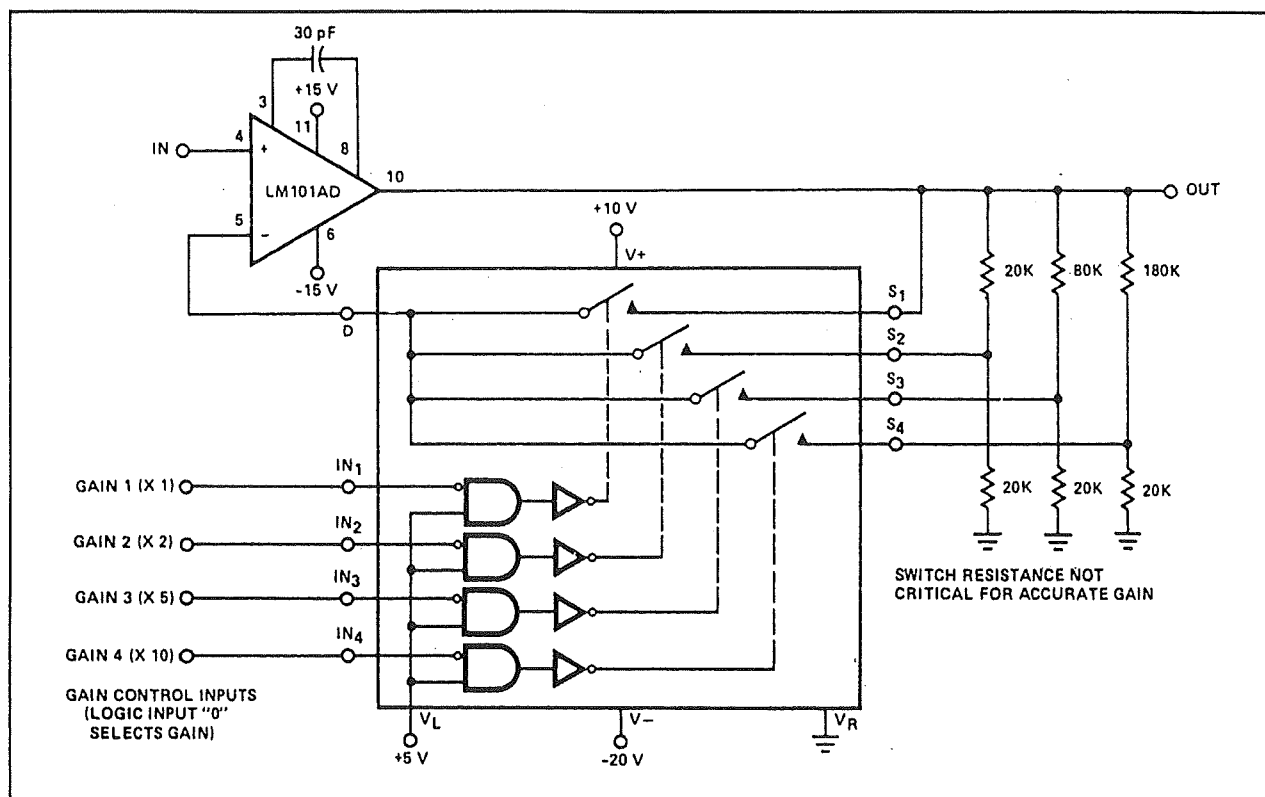 30 pF
+15 V
3
11
8
IN
4
+
LM101AD
10
5
−
6
-15 V
OUT
+10 V
V+
D
S1
S2
S3
S4
20K
80K
180K
20K
20K
20K
GAIN 1 (X 1)
IN1
GAIN 2 (X 2)
IN2
GAIN 3 (X 5)
IN3
GAIN 4 (X 10)
IN4
SWITCH RESISTANCE NOT
CRITICAL FOR ACCURATE GAIN
GAIN CONTROL INPUTS
(LOGIC INPUT "0"
SELECTS GAIN)
VL
+5 V
V−
-20 V
VR